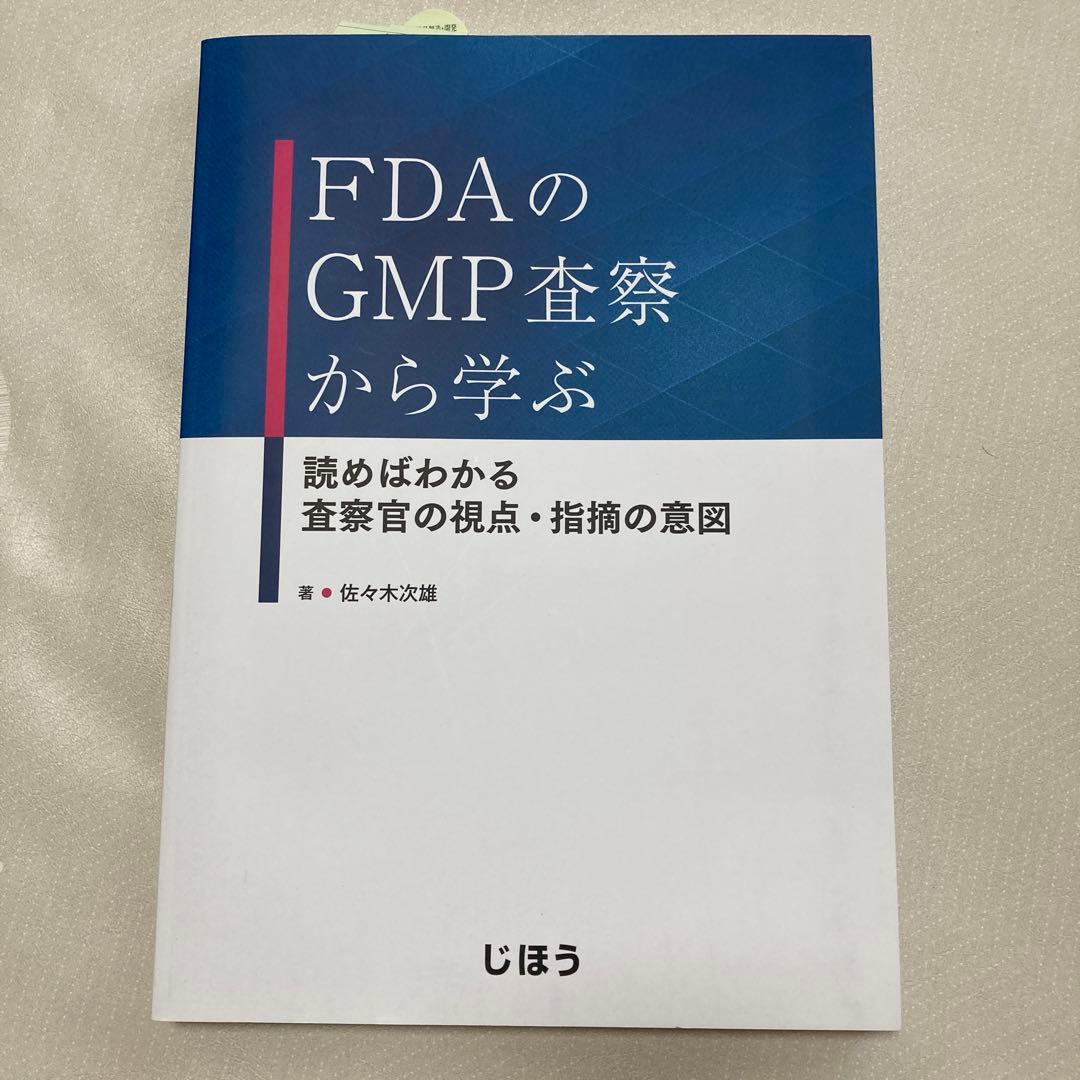 FDAの
GMP査察
から学ぶ
読めばわかる
査察官の視点・指摘の意図
著●佐々木次雄
じほう